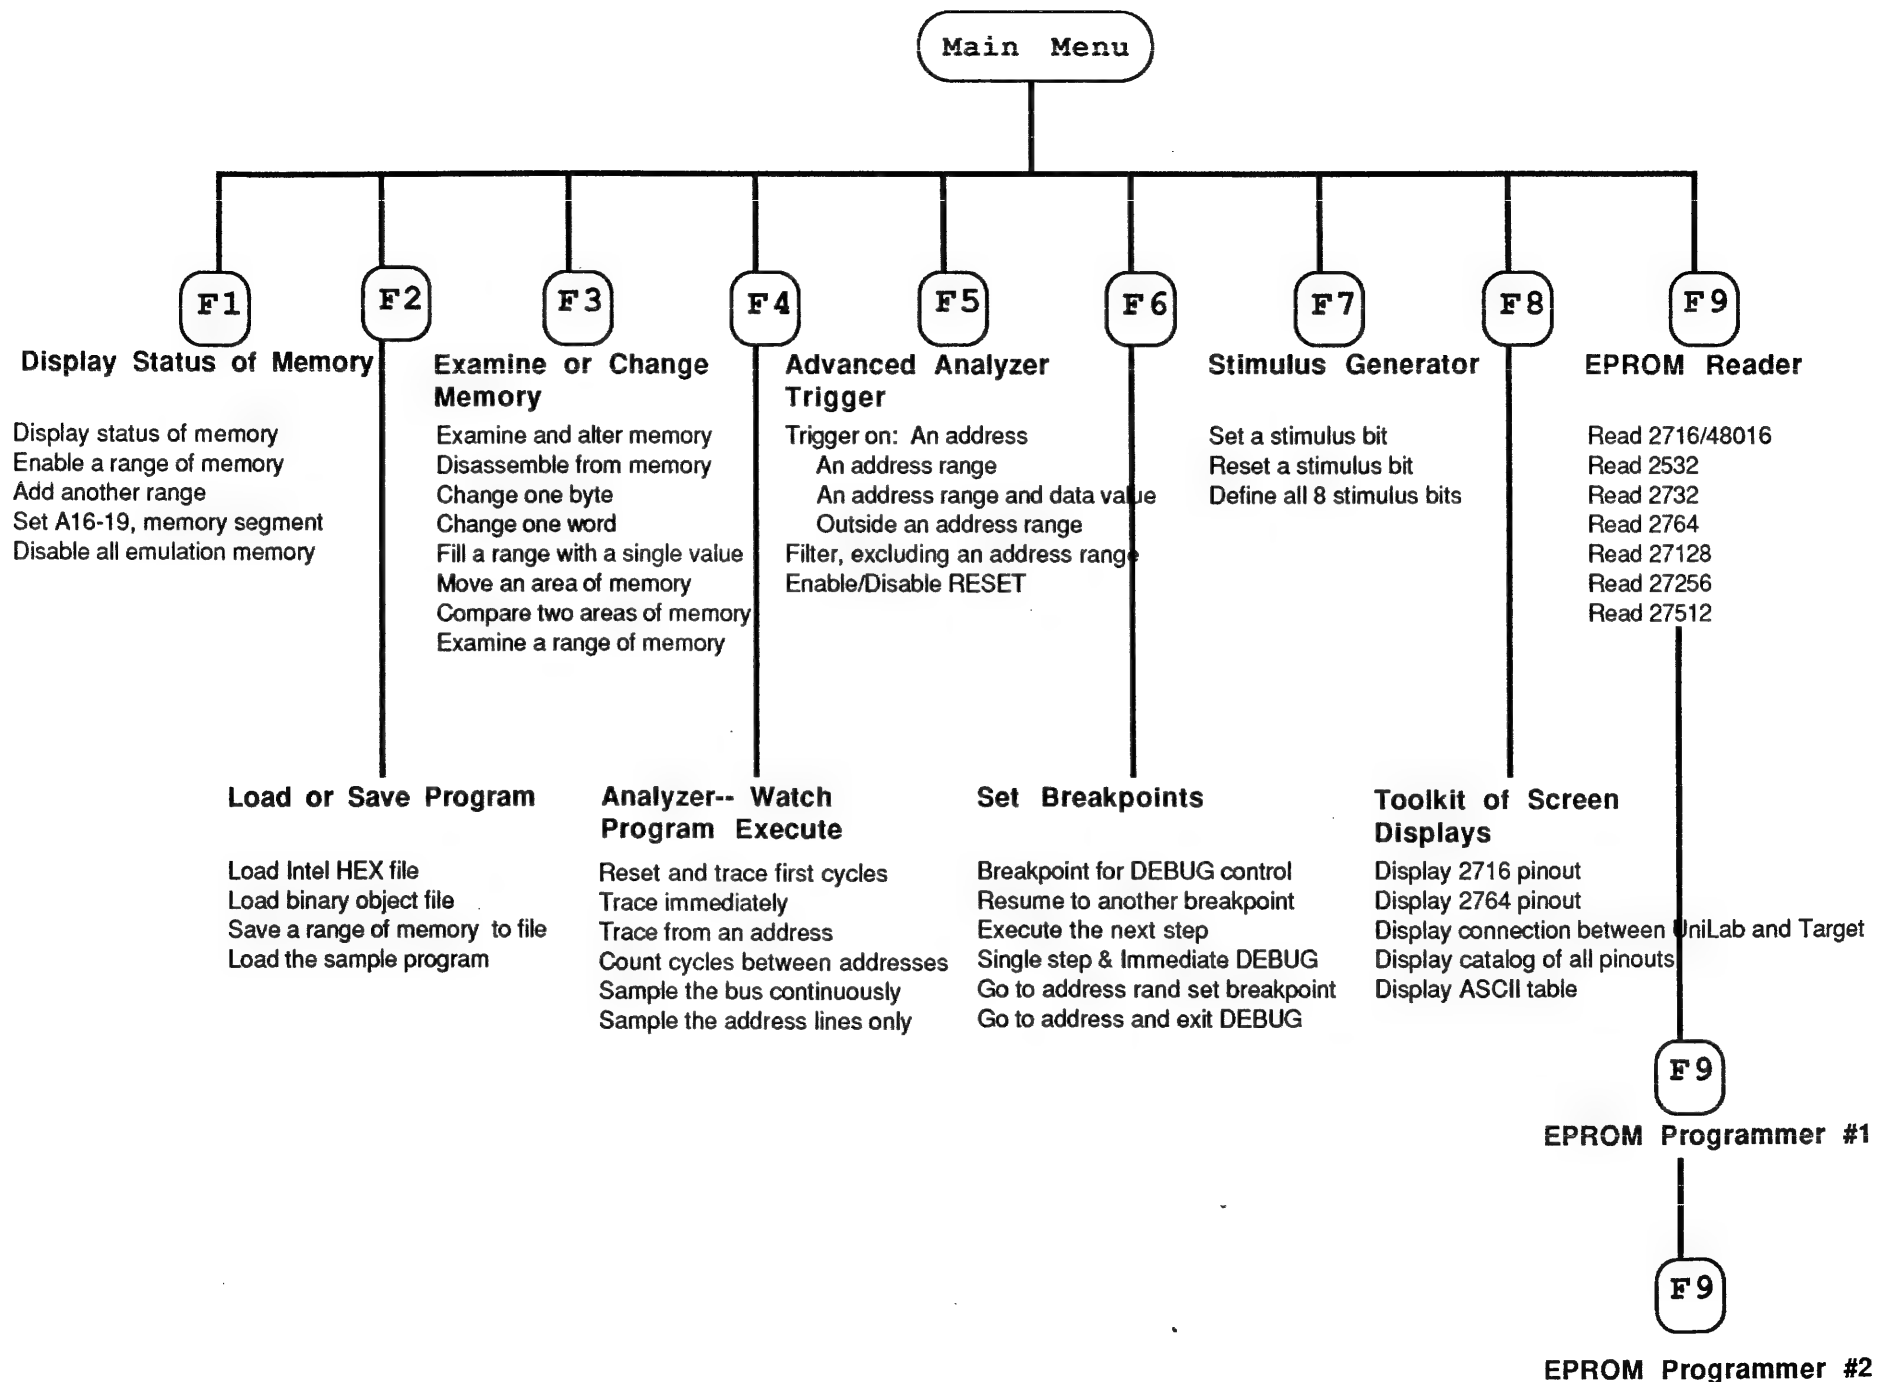 Main Menu
F1
Display Status of Memory
Display status of memory
Enable a range of memory
Add another range
Set A16-19, memory segment
Disable all emulation memory
F2
Load or Save Program
Load Intel HEX file
Load binary object file
Save a range of memory to file
Load the sample program
F3
Examine or Change
Memory
Examine and alter memory
Disassemble from memory
Change one byte
Change one word
Fill a range with a single value
Move an area of memory
Compare two areas of memory
Examine a range of memory
F4
Analyzer-- Watch
Program Execute
Reset and trace first cycles
Trace immediately
Trace from an address
Count cycles between addresses
Sample the bus continuously
Sample the address lines only
F5
Advanced Analyzer
Trigger
Trigger on: An address
An address range
An address range and data value
Outside an address range
Filter, excluding an address range
Enable/Disable RESET
F6
Set Breakpoints
Breakpoint for DEBUG control
Resume to another breakpoint
Execute the next step
Single step & Immediate DEBUG
Go to address rand set breakpoint
Go to address and exit DEBUG
F7
Stimulus Generator
Set a stimulus bit
Reset a stimulus bit
Define all 8 stimulus bits
F8
Toolkit of Screen
Displays
Display 2716 pinout
Display 2764 pinout
Display connection between UniLab and Target
Display catalog of all pinouts
Display ASCII table
F9
EPROM Reader
Read 2716/48016
Read 2532
Read 2732
Read 2764
Read 27128
Read 27256
Read 27512
F9
EPROM Programmer #1
F9
EPROM Programmer #2